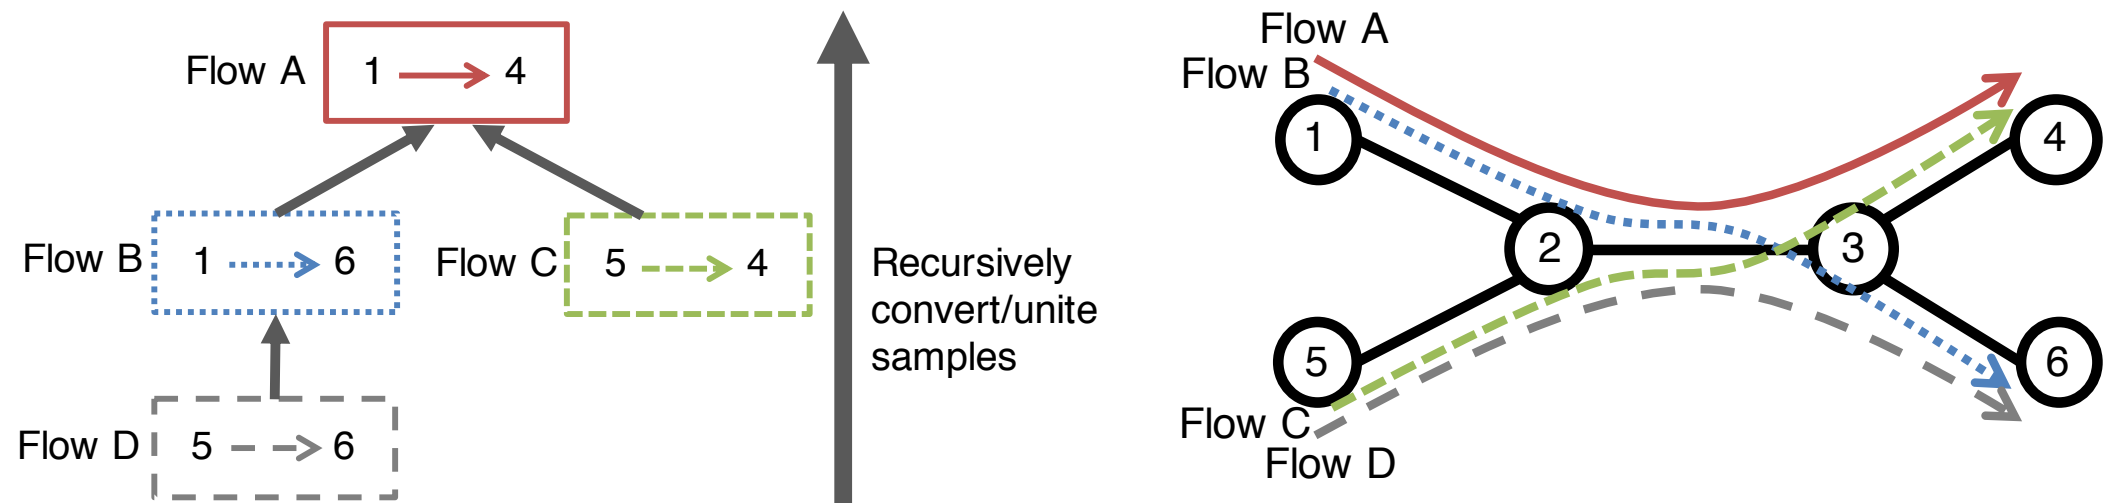 Flow A 1 4
Flow B 1 6
Flow C 5 4
Flow D 5 6
Recursively
convert/unite
samples
Flow A
Flow B
1
4
2
3
5
6
Flow C
Flow D